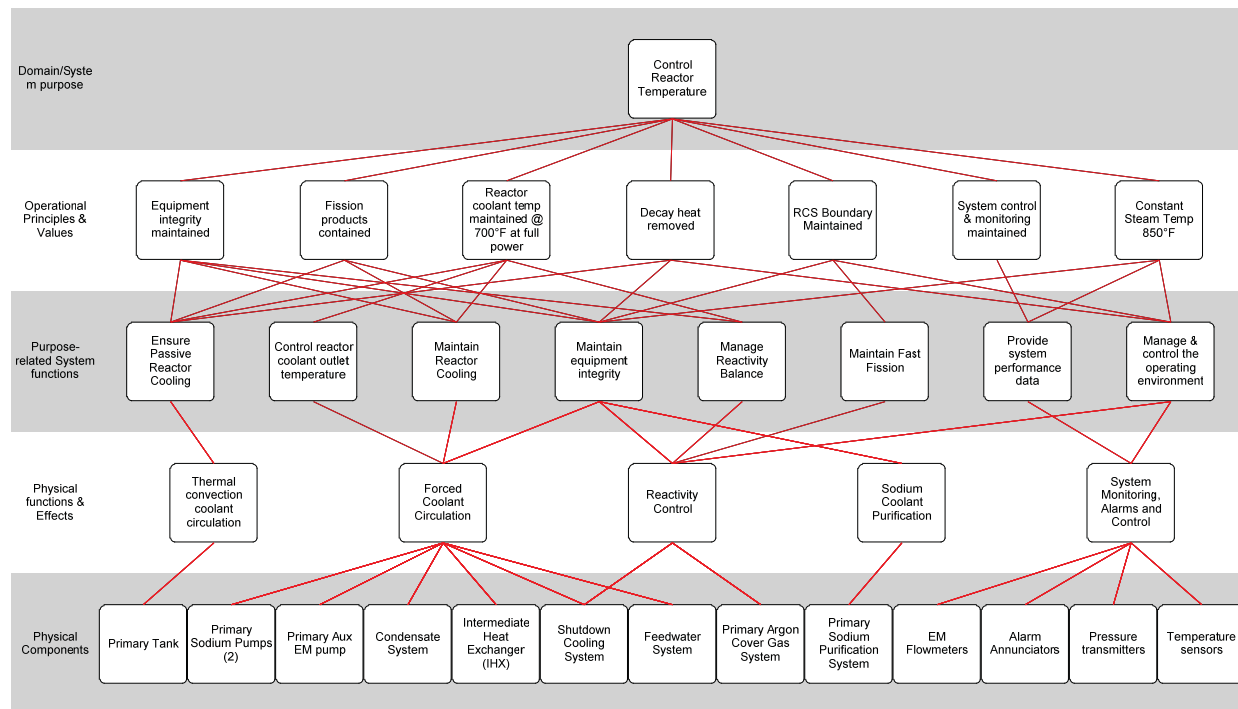 Domain/Syste
m purpose
Control
Reactor
Temperature
Operational
Principles &
Values
Equipment
integrity
maintained
Fission
products
contained
Reactor
coolant temp
maintained @
700°F at full
power
Decay heat
removed
RCS Boundary
Maintained
System control
& monitoring
maintained
Constant
Steam Temp
850°F
Purpose-
related System
functions
Ensure
Passive
Reactor
Cooling
Control reactor
coolant outlet
temperature
Maintain
Reactor
Cooling
Maintain
equipment
integrity
Manage
Reactivity
Balance
Maintain Fast
Fission
Provide
system
performance
data
Manage &
control the
operating
environment
Physical
functions &
Effects
Thermal
convection
coolant
circulation
Forced
Coolant
Circulation
Reactivity
Control
Sodium
Coolant
Purification
System
Monitoring,
Alarms and
Control
Physical
Components
Primary Tank
Primary
Sodium Pumps
(2)
Primary Aux
EM pump
Condensate
System
Intermediate
Heat
Exchanger
(IHX)
Shutdown
Cooling
System
Feedwater
System
Primary Argon
Cover Gas
System
Primary
Sodium
Purification
System
EM
Flowmeters
Alarm
Annunciators
Pressure
transmitters
Temperature
sensors